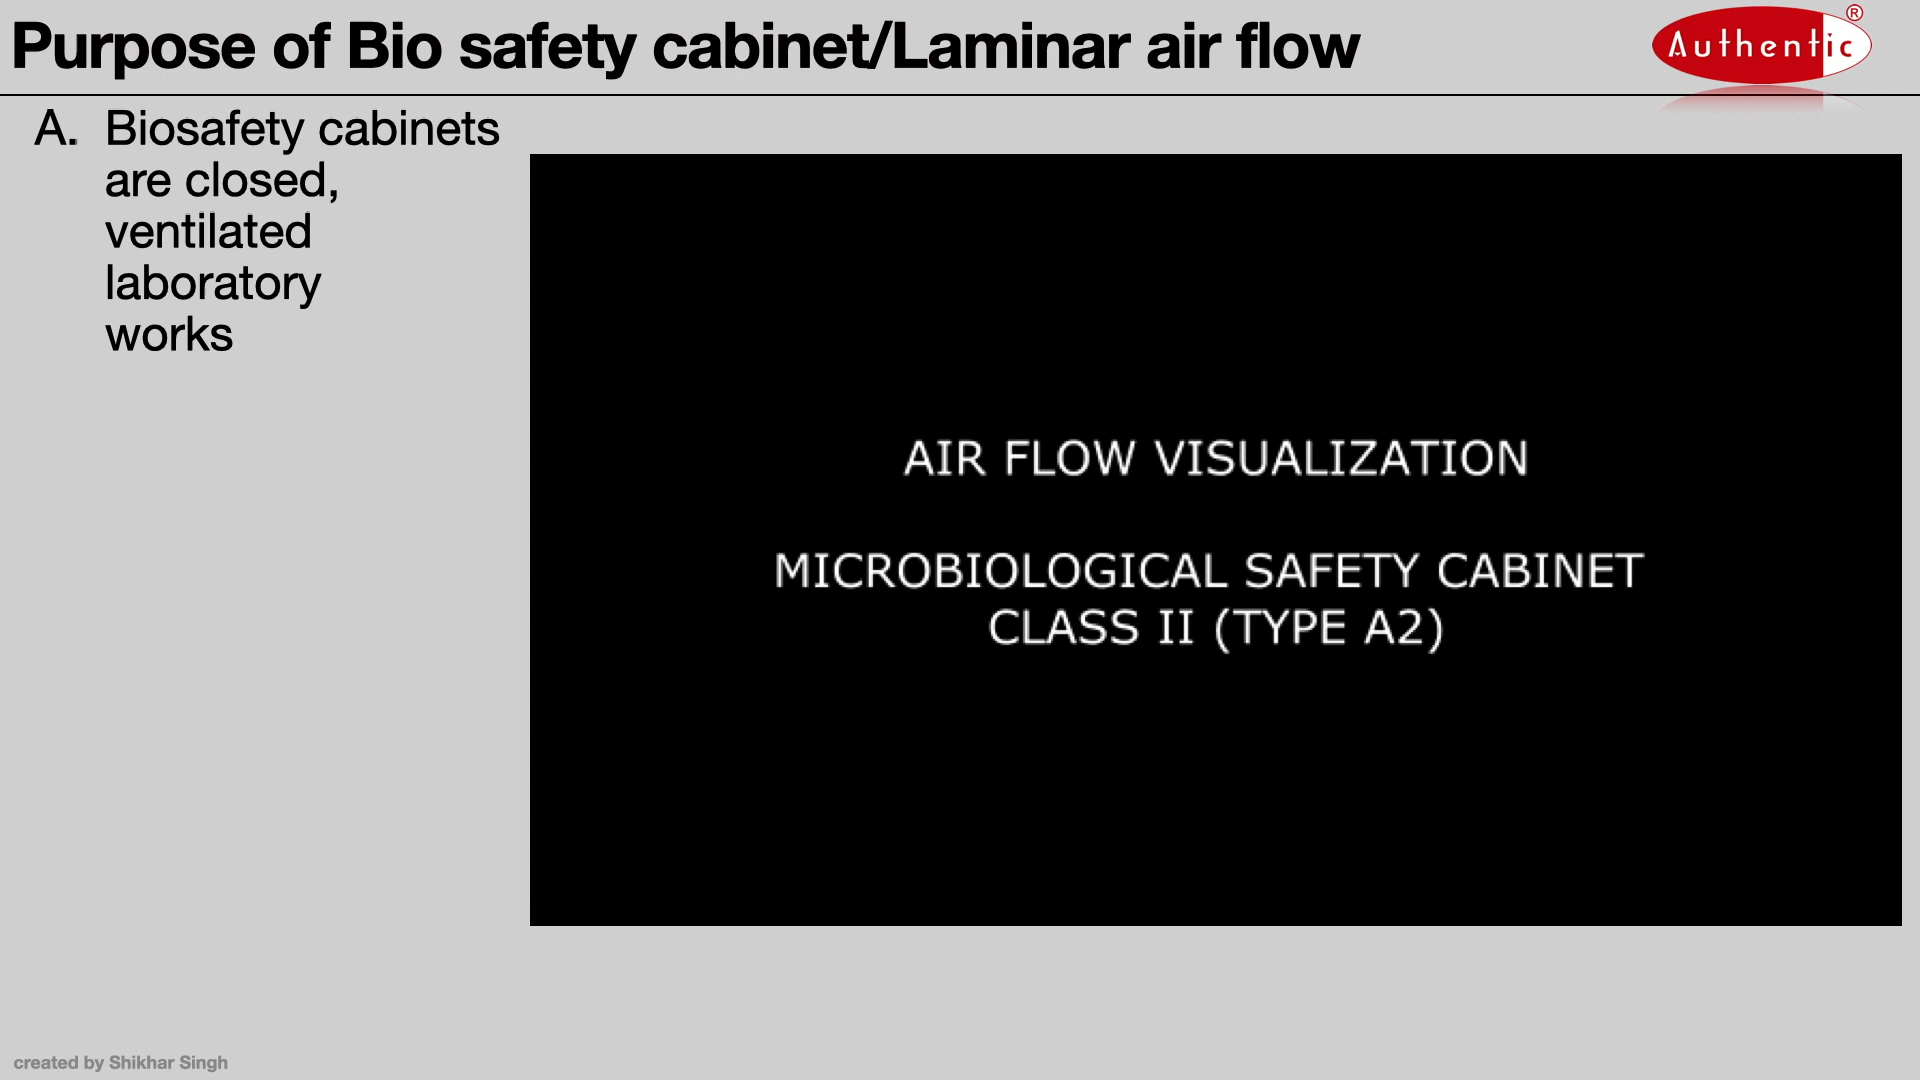 Purpose of Bio safety cabinet/Laminar air flow
Authentic®
A. Biosafety cabinets
are closed,
ventilated
laboratory
works
AIR FLOW VISUALIZATION
MICROBIOLOGICAL SAFETY CABINET
CLASS II (TYPE A2)
created by Shikhar Singh